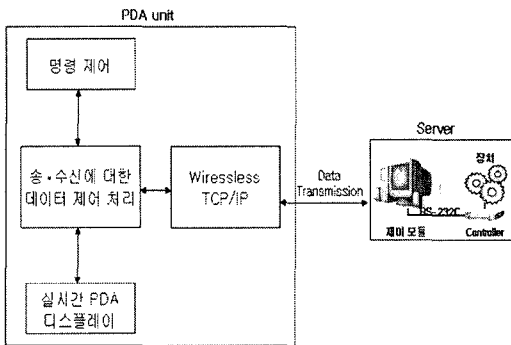 PDA unit
명령 제어
송·수신에 대한
데이터 제어 처리
Wiressless
TCP/IP
실시간 PDA
디스플레이
Data
Transmission
Server
장치
RS-232C
제어 모듈
Controller